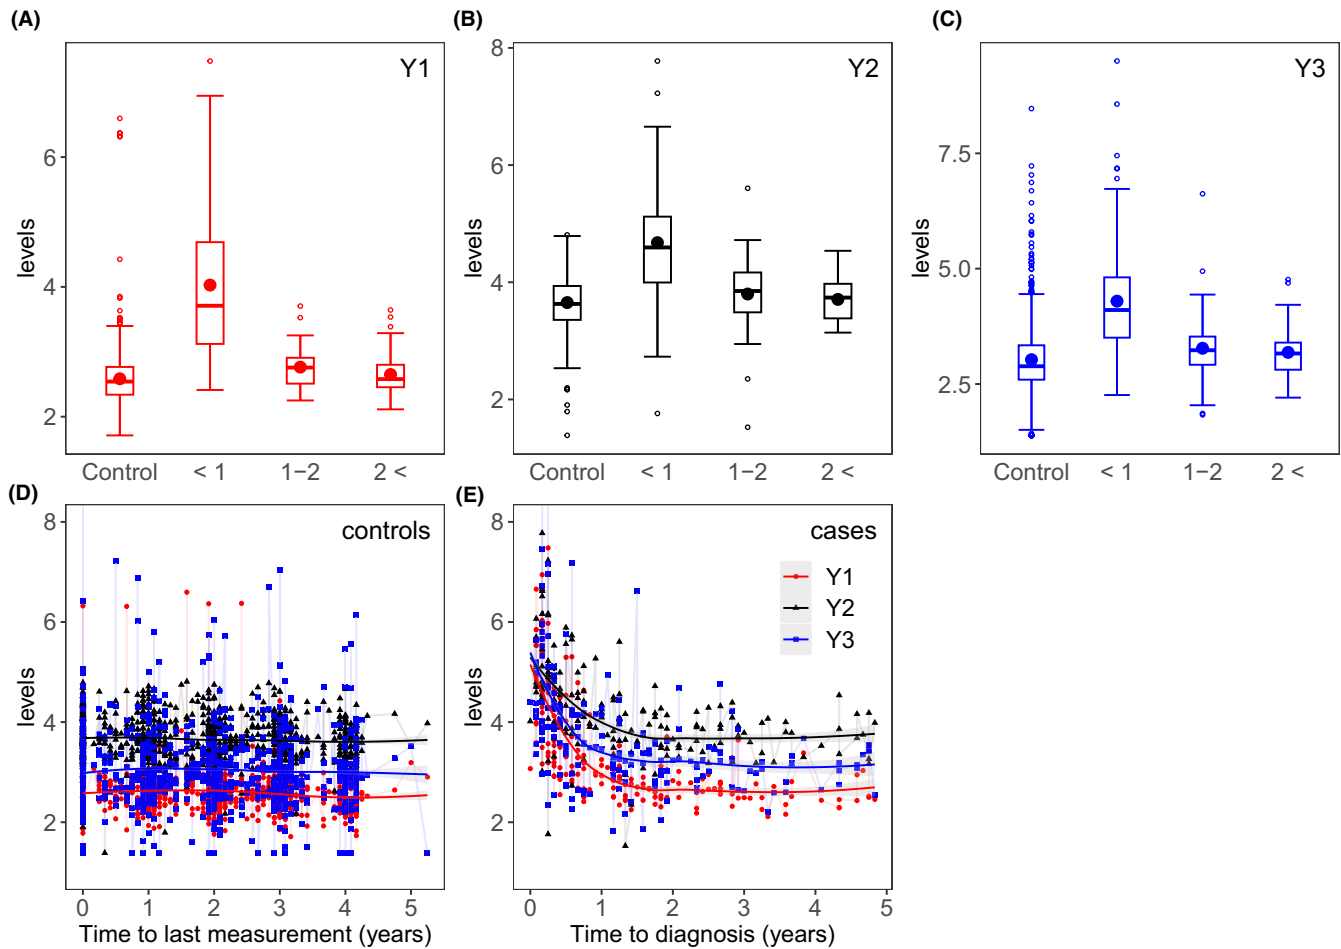 (A)
Y1
levels
6
4
2
Control < 1 1−2 2 <
(B)
Y2
levels
8
6
4
2
Control < 1 1−2 2 <
(C)
Y3
levels
7.5
5.0
2.5
Control < 1 1−2 2 <
(D)
controls
levels
8
6
4
2
0 1 2 3 4 5
Time to last measurement (years)
(E)
cases
Y1
Y2
Y3
levels
8
6
4
2
0 1 2 3 4 5
Time to diagnosis (years)